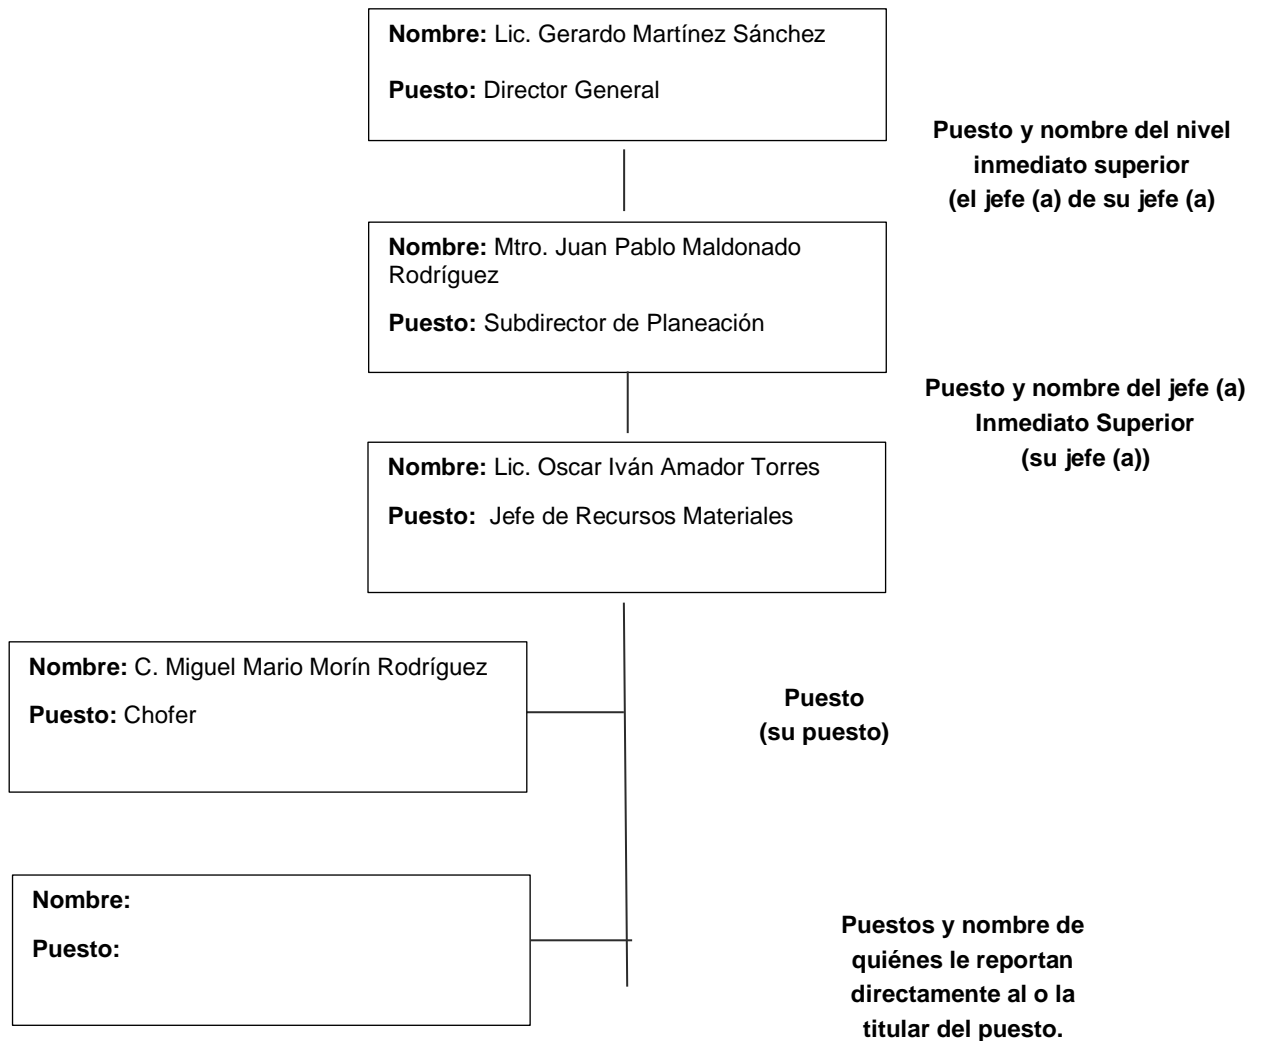 Nombre: Lic. Gerardo Martínez Sánchez
Puesto: Director General
Puesto y nombre del nivel
inmediato superior
(el jefe (a) de su jefe (a)
Nombre: Mtro. Juan Pablo Maldonado
Rodríguez
Puesto: Subdirector de Planeación
Puesto y nombre del jefe (a)
Inmediato Superior
(su jefe (a))
Nombre: Lic. Oscar Iván Amador Torres
Puesto: Jefe de Recursos Materiales
Nombre: C. Miguel Mario Morín Rodríguez
Puesto: Chofer
Puesto
(su puesto)
Nombre:
Puesto:
Puestos y nombre de
quiénes le reportan
directamente al o la
titular del puesto.